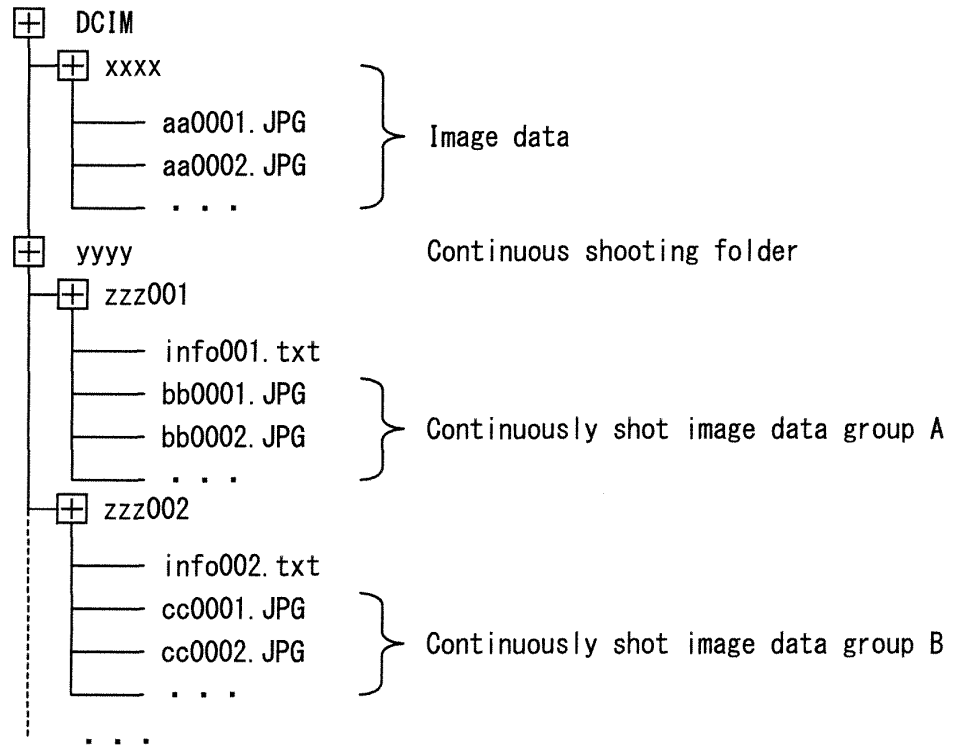 DCIM
xxxx
aa0001.JPG
Image data
aa0002.JPG
...
yyyy Continuous shooting folder
zzz001
info001.txt
bb0001.JPG
bb0002.JPG Continuously shot image data group A
...
zzz002
info002.txt
cc0001.JPG
cc0002.JPG Continuously shot image data group B
...
...